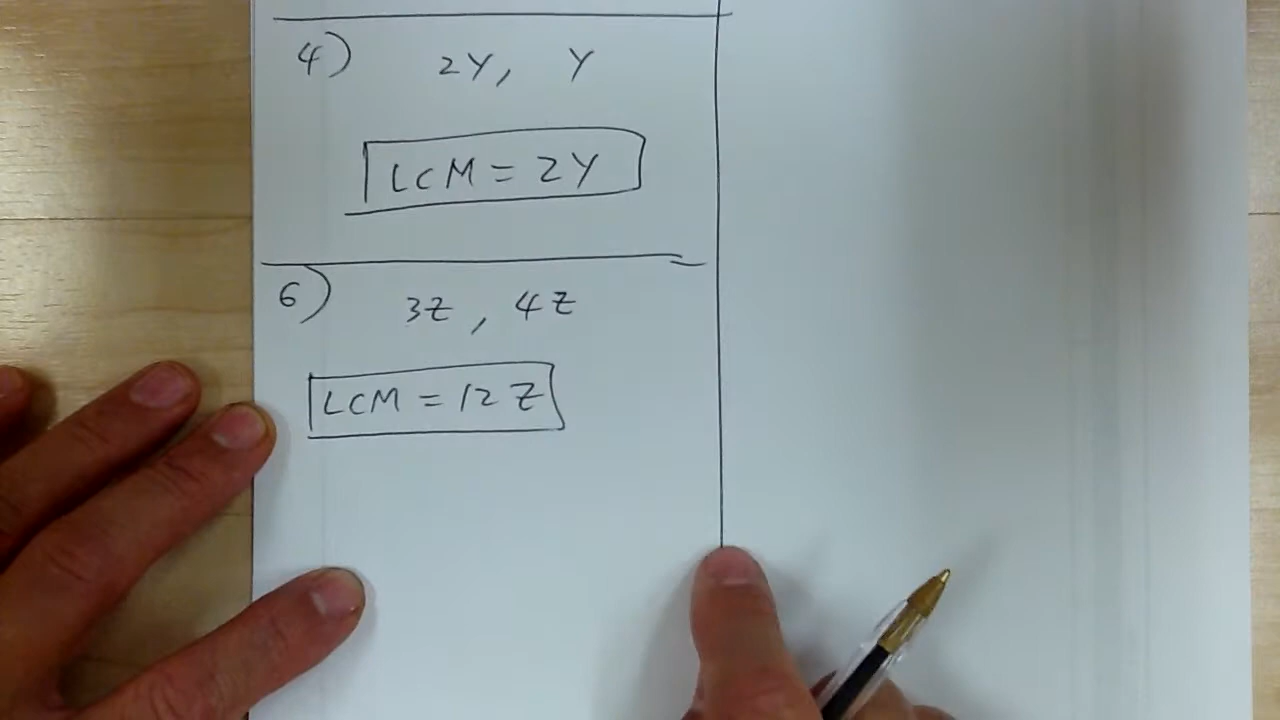 4) 2Y, Y
LCM = 2Y
6) 3Z, 4Z
LCM = 12Z